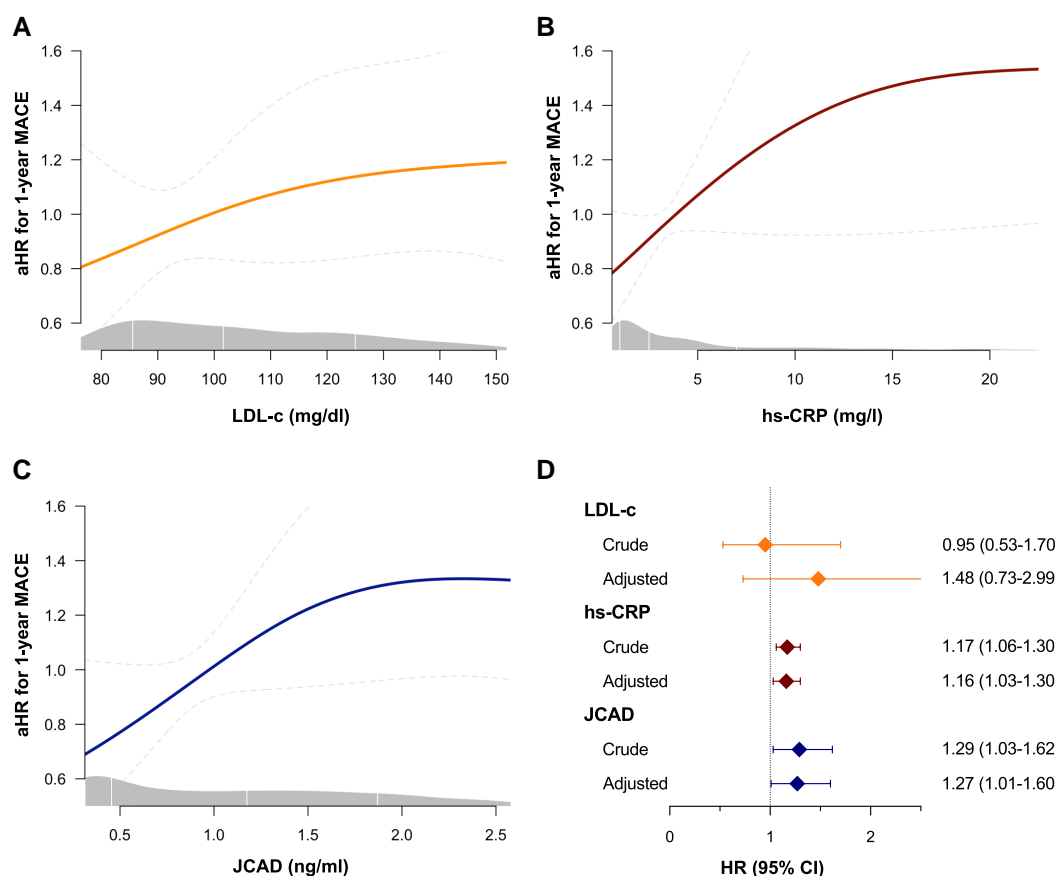 A
1.6
1.4
1.2
1.0
0.8
0.6
aHR for 1-year MACE
80 90 100 110 120 130 140 150
LDL-c (mg/dl)
B
1.6
1.4
1.2
1.0
0.8
0.6
aHR for 1-year MACE
5 10 15 20
hs-CRP (mg/l)
C
1.6
1.4
1.2
1.0
0.8
0.6
aHR for 1-year MACE
0.5 1.0 1.5 2.0 2.5
JCAD (ng/ml)
D
LDL-c
Crude 0.95 (0.53-1.70
Adjusted 1.48 (0.73-2.99
hs-CRP
Crude 1.17 (1.06-1.30
Adjusted 1.16 (1.03-1.30
JCAD
Crude 1.29 (1.03-1.62
Adjusted 1.27 (1.01-1.60
0 1 2
HR (95% CI)